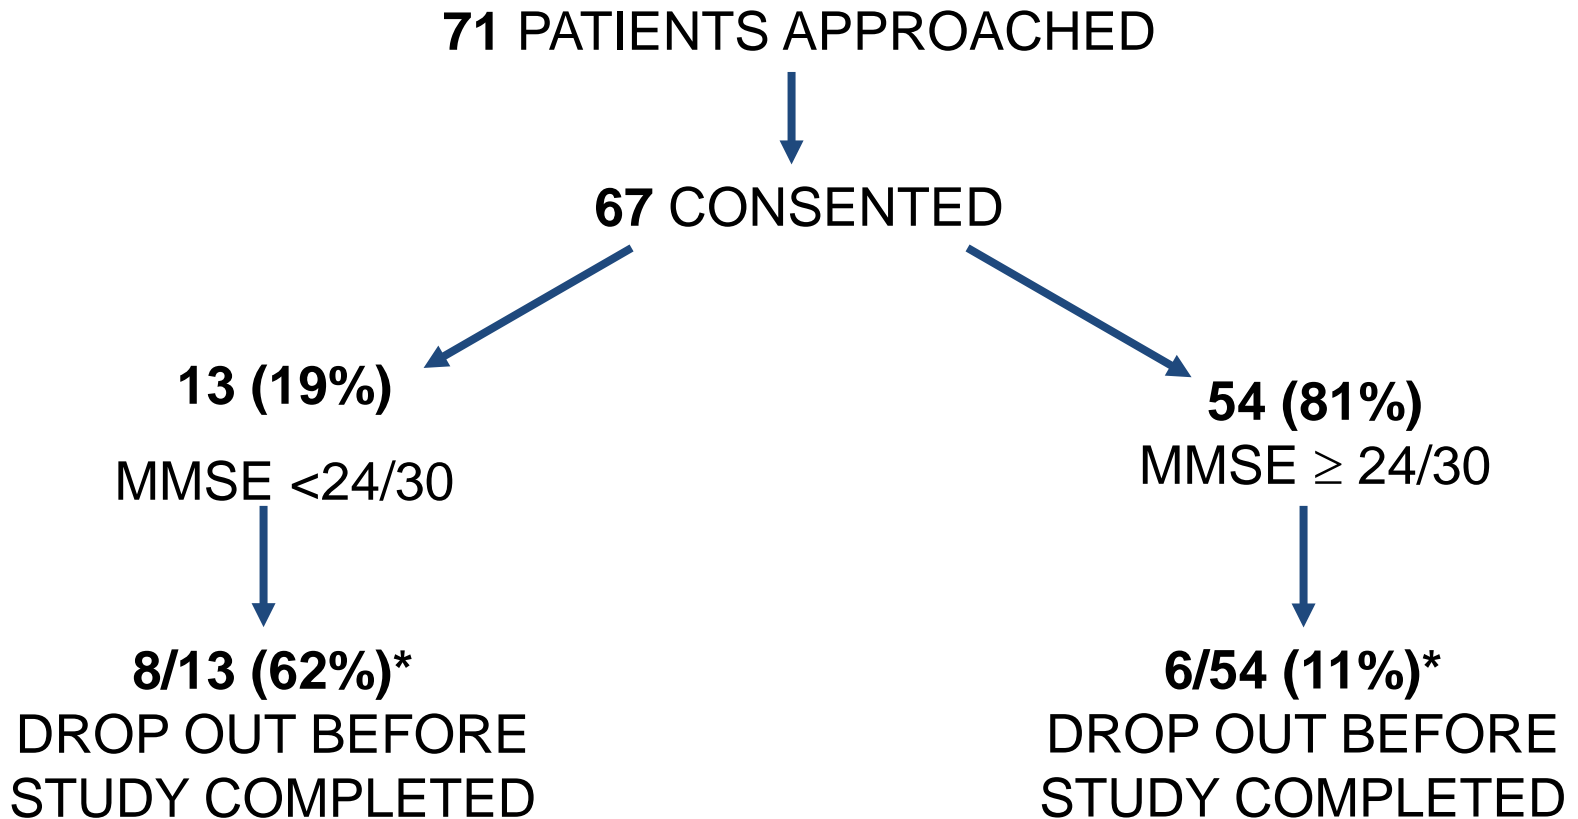 71 PATIENTS APPROACHED
67 CONSENTED
13 (19%)
MMSE <24/30
8/13 (62%)*
DROP OUT BEFORE
STUDY COMPLETED
54 (81%)
MMSE ≥ 24/30
6/54 (11%)*
DROP OUT BEFORE
STUDY COMPLETED